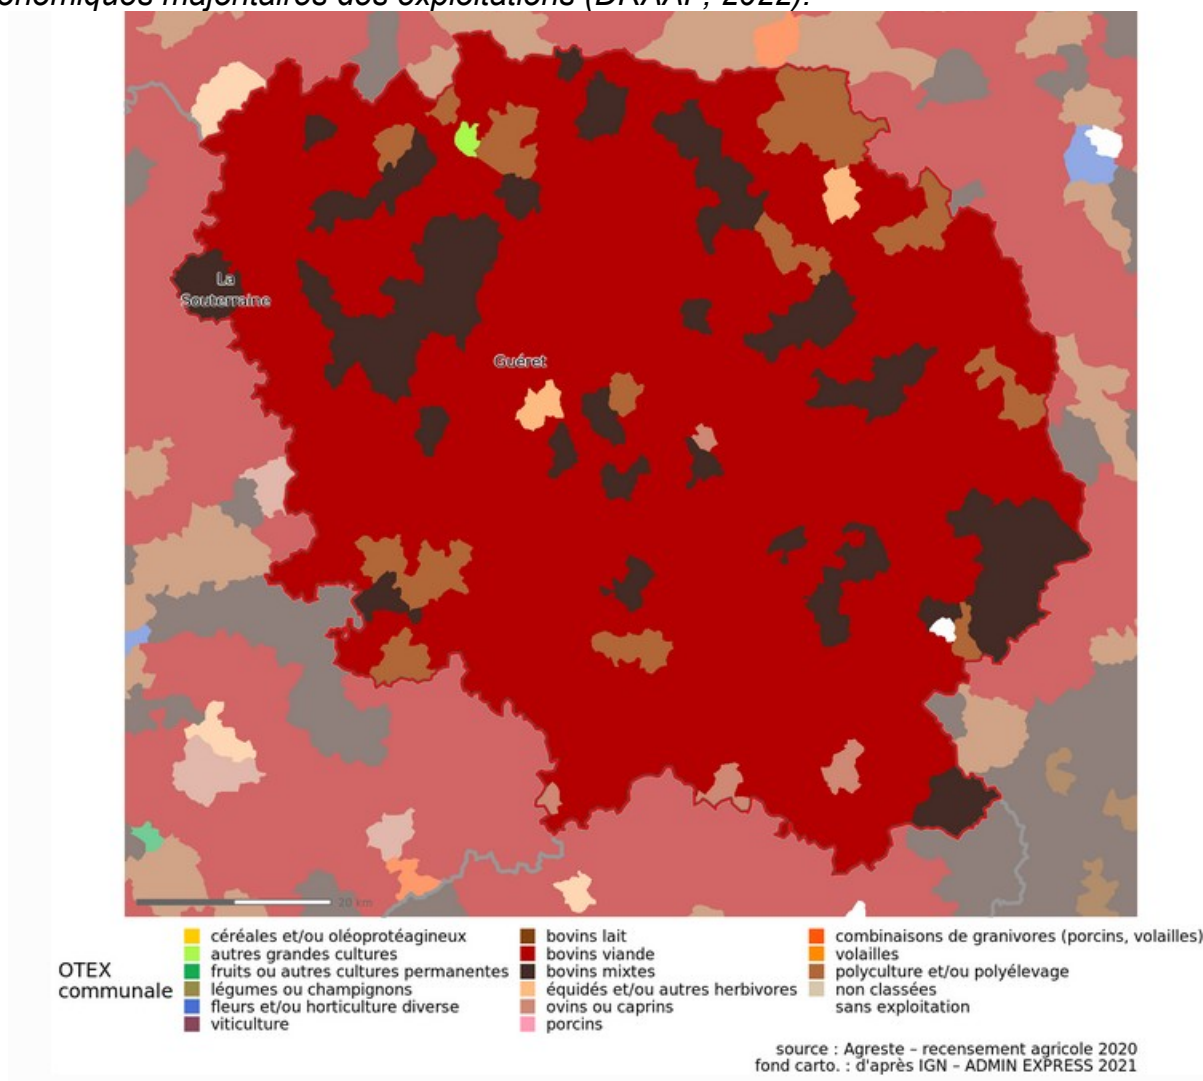 onomiques majoritaires des exploitations (DRAAF, 2022).
La
Souterraine
Guéret
20 km
OTEX
communale
céréales et/ou oléoprotéagineux
autres grandes cultures
fruits ou autres cultures permanentes
légumes ou champignons
fleurs et/ou horticulture diverse
viticulture
bovins lait
bovins viande
bovins mixtes
équidés et/ou autres herbivores
ovins ou caprins
porcins
combinaisons de granivores (porcins, volailles)
volailles
polyculture et/ou polyélevage
non classées
sans exploitation
source : Agreste – recensement agricole 2020
fond carto. : d'après IGN – ADMIN EXPRESS 2021